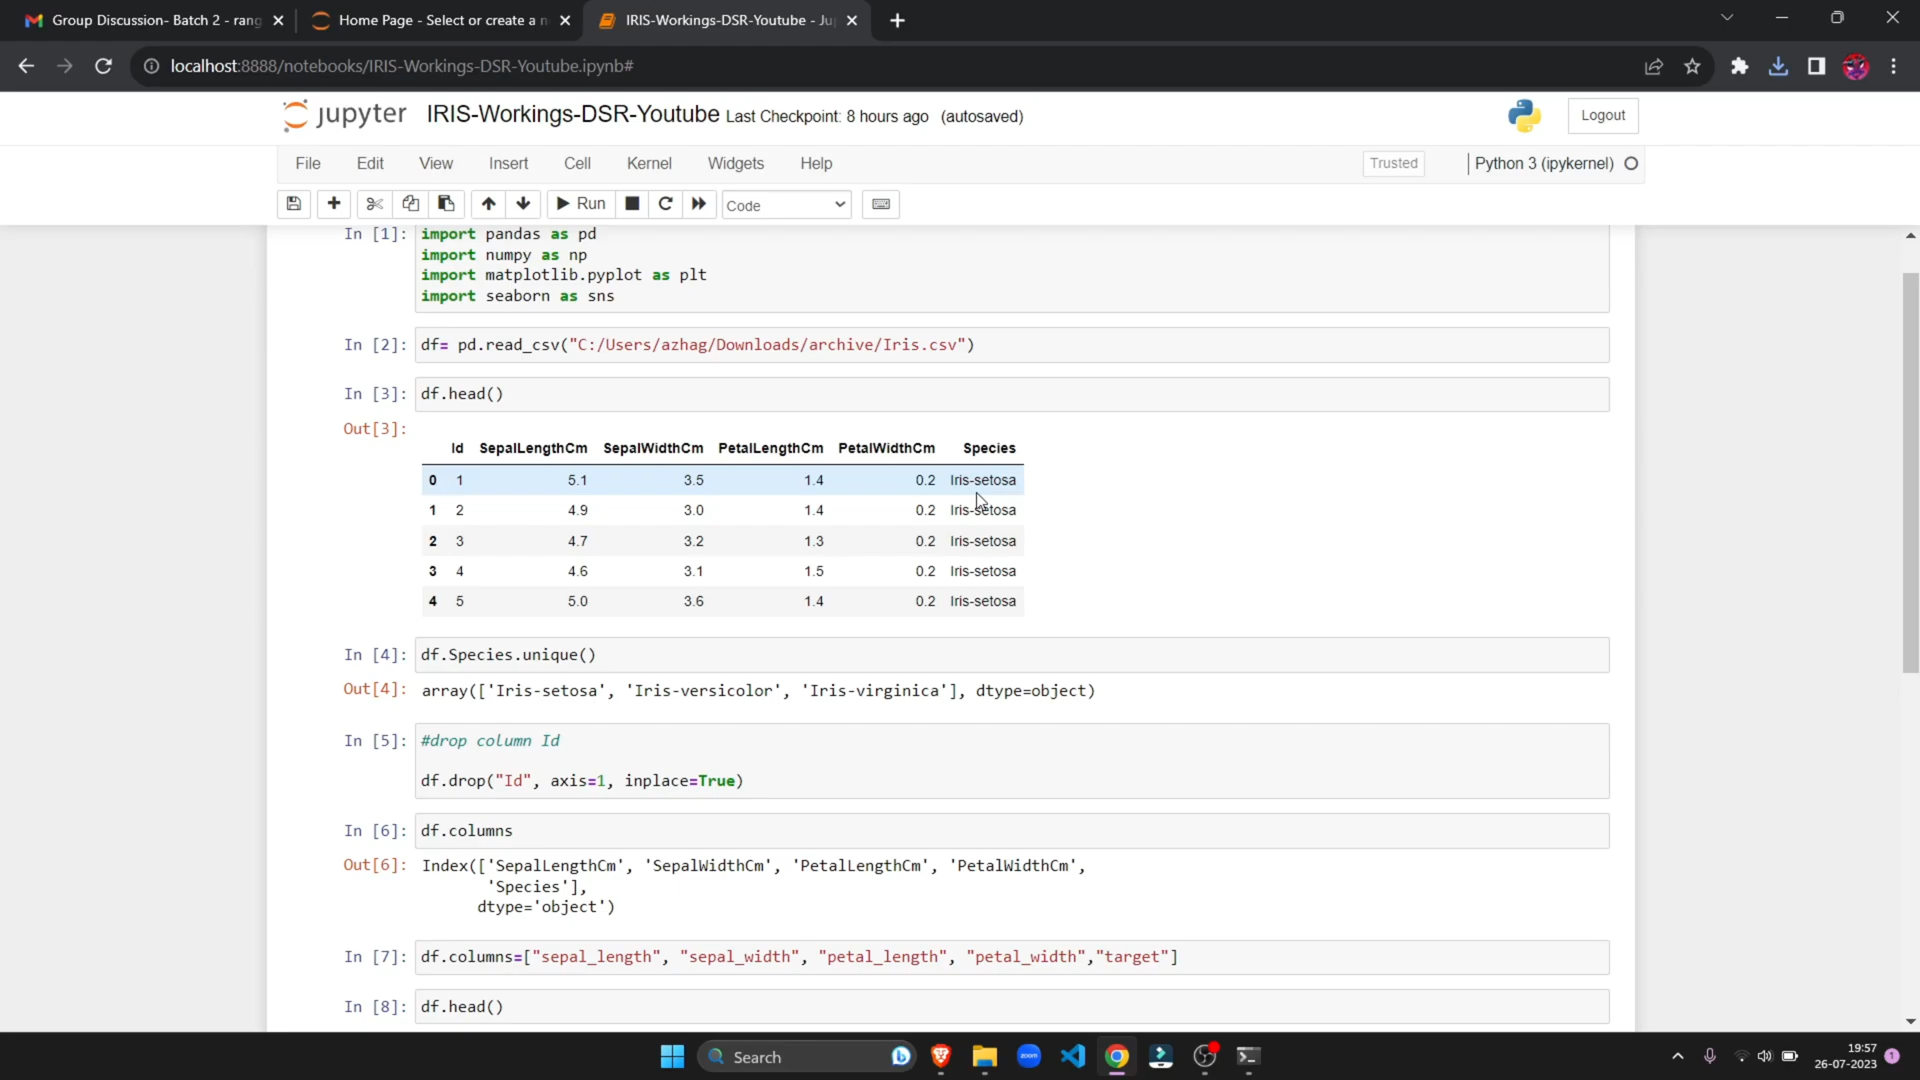 Group Discussion- Batch 2 - rang
Home Page - Select or create a n
IRIS-Workings-DSR-Youtube - Ju
localhost:8888/notebooks/IRIS-Workings-DSR-Youtube.ipynb#
jupyter IRIS-Workings-DSR-Youtube Last Checkpoint: 8 hours ago (autosaved)
Logout
File Edit View Insert Cell Kernel Widgets Help
Trusted
Python 3 (ipykernel)
Run
Code
In [1]: import pandas as pd
import numpy as np
import matplotlib.pyplot as plt
import seaborn as sns
In [2]: df= pd.read_csv("C:/Users/azhag/Downloads/archive/Iris.csv")
In [3]: df.head()
Out[3]:
Id SepalLengthCm SepalWidthCm PetalLengthCm PetalWidthCm Species
0 1 5.1 3.5 1.4 0.2 Iris-setosa
1 2 4.9 3.0 1.4 0.2 Iris-setosa
2 3 4.7 3.2 1.3 0.2 Iris-setosa
3 4 4.6 3.1 1.5 0.2 Iris-setosa
4 5 5.0 3.6 1.4 0.2 Iris-setosa
In [4]: df.Species.unique()
Out[4]: array(['Iris-setosa', 'Iris-versicolor', 'Iris-virginica'], dtype=object)
In [5]: #drop column Id
df.drop("Id", axis=1, inplace=True)
In [6]: df.columns
Out[6]: Index(['SepalLengthCm', 'SepalWidthCm', 'PetalLengthCm', 'PetalWidthCm',
'Species'],
dtype='object')
In [7]: df.columns=["sepal_length", "sepal_width", "petal_length", "petal_width","target"]
In [8]: df.head()
Search
zoom
19:57
26-07-2023
1